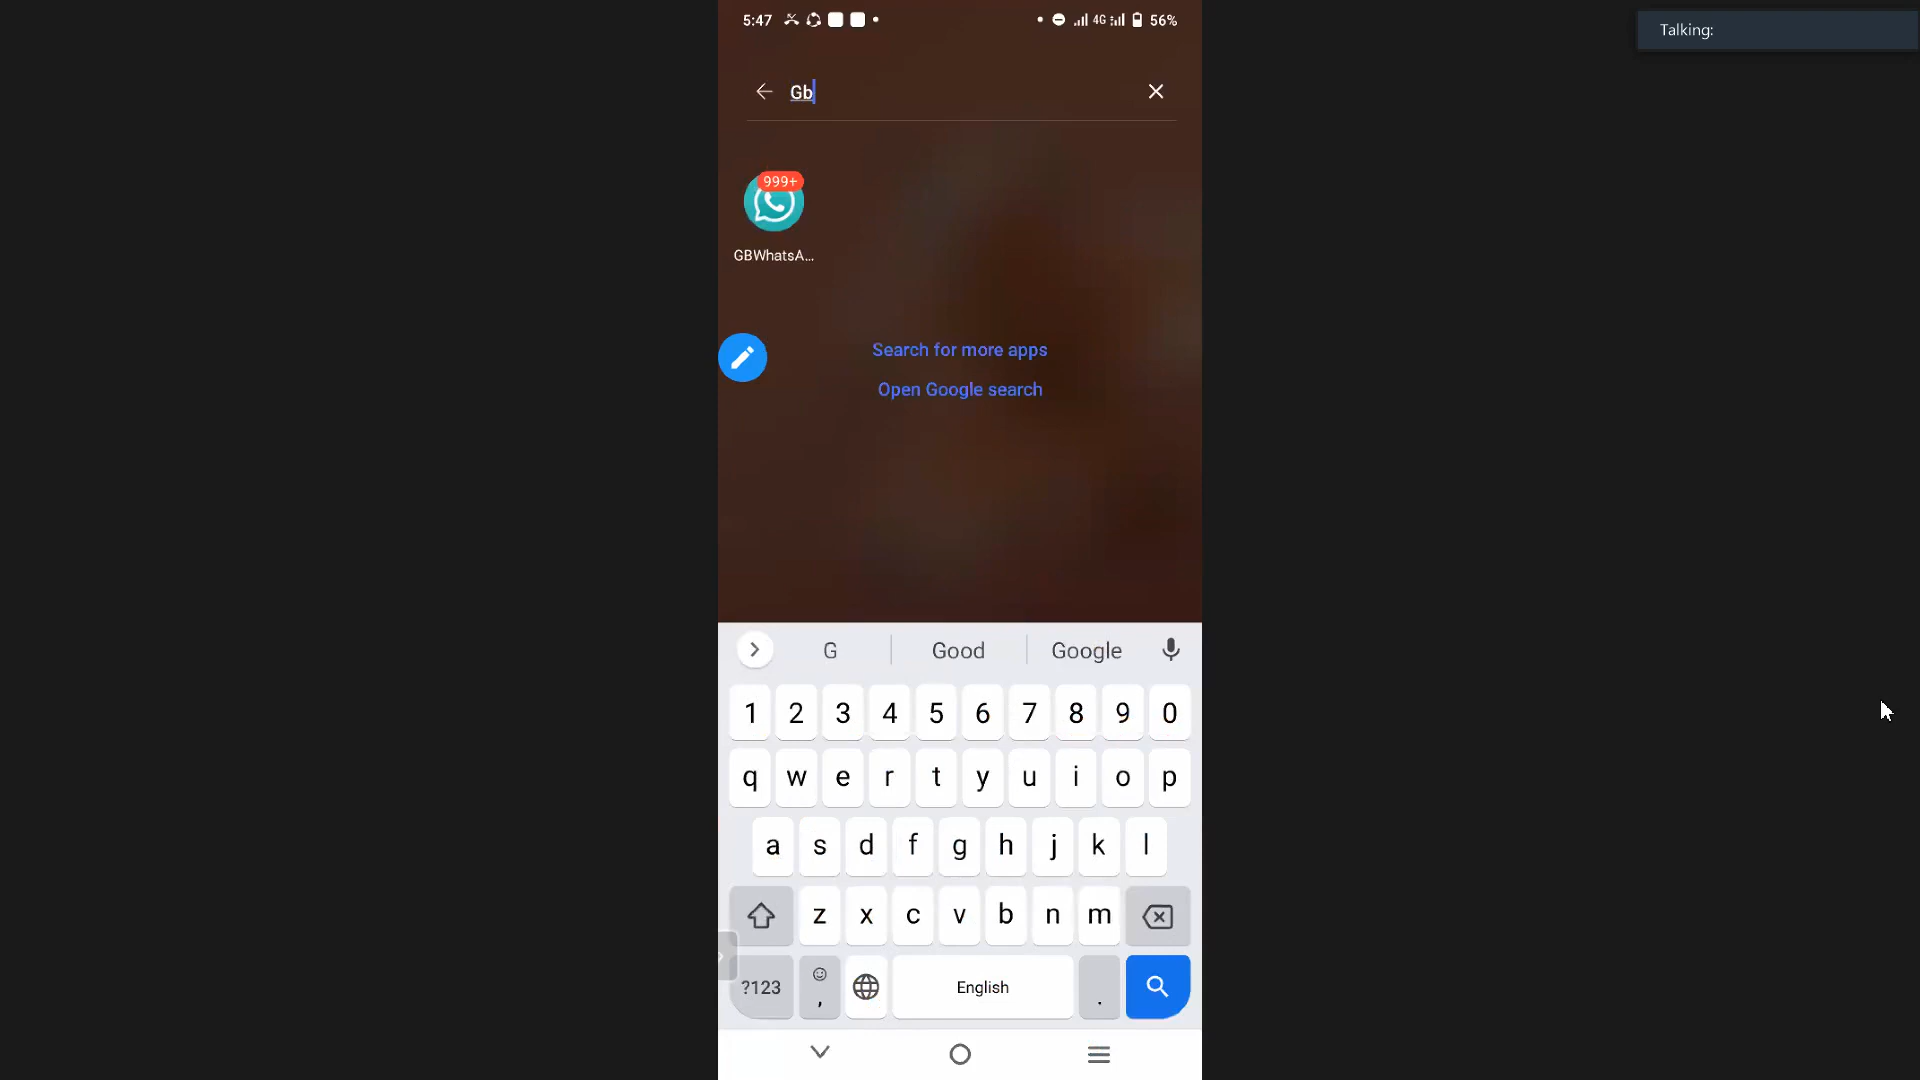 5:47
4G 56%
Talking:
Gb
999+
GBWhatsA...
Search for more apps
Open Google search
G Good Google
1 2 3 4 5 6 7 8 9 0
q w e r t y u i o p
a s d f g h j k l
z x c v b n m
?123 , English .